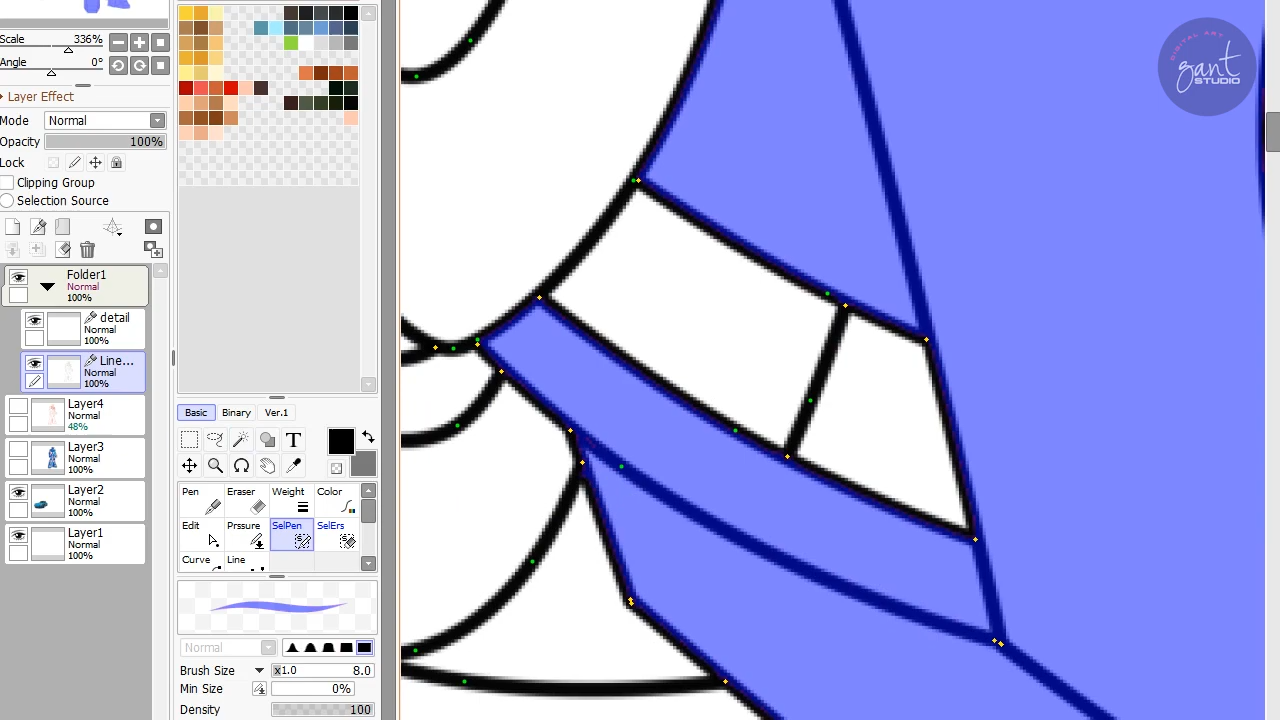 Scale 33%
Angle 0°
Effect
Mode Normal
Opacity 100%
Lock
Clipping Group
Selection Source
Folder1
Normal
100%
detail
Normal
100%
Line...
Normal
100%
Layer4
Normal
48%
Layer3
Normal
100%
Layer2
Normal
100%
Layer1
Normal
100%
Basic Binary Ver.1
T
Pen Eraser Weight Color
Edit Prssure SelPen SelErs
Curve Line
Normal
Brush Size x1.0 8.0
Min Size 0%
Density 100
DIGITAL ART
gant
STUDIO